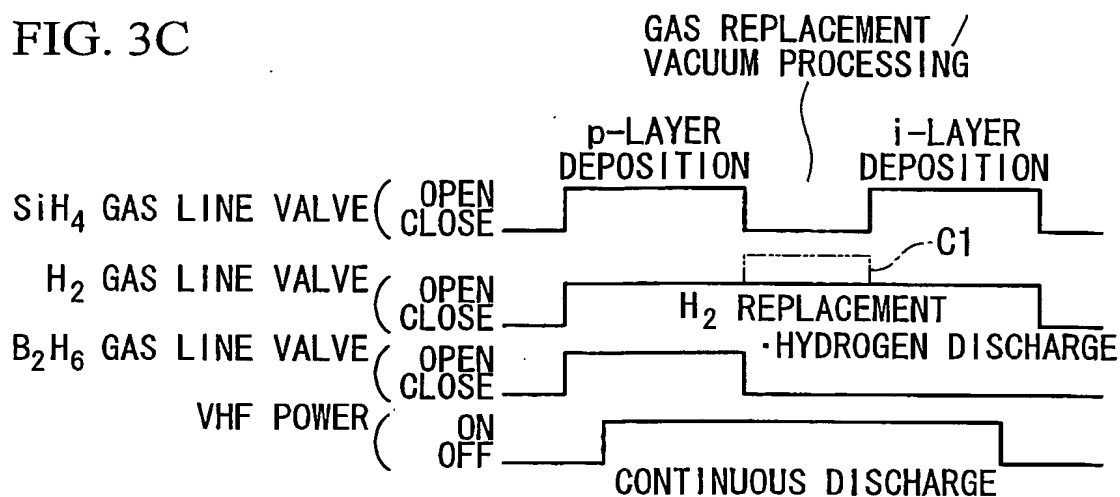 FIG. 3C
GAS REPLACEMENT /
VACUUM PROCESSING
p-LAYER
DEPOSITION
i-LAYER
DEPOSITION
SiH4 GAS LINE VALVE ( OPEN
CLOSE
C1
H2 GAS LINE VALVE ( OPEN
CLOSE
H2 REPLACEMENT
·HYDROGEN DISCHARGE
B2H6 GAS LINE VALVE ( OPEN
CLOSE
VHF POWER ( ON
OFF
CONTINUOUS DISCHARGE